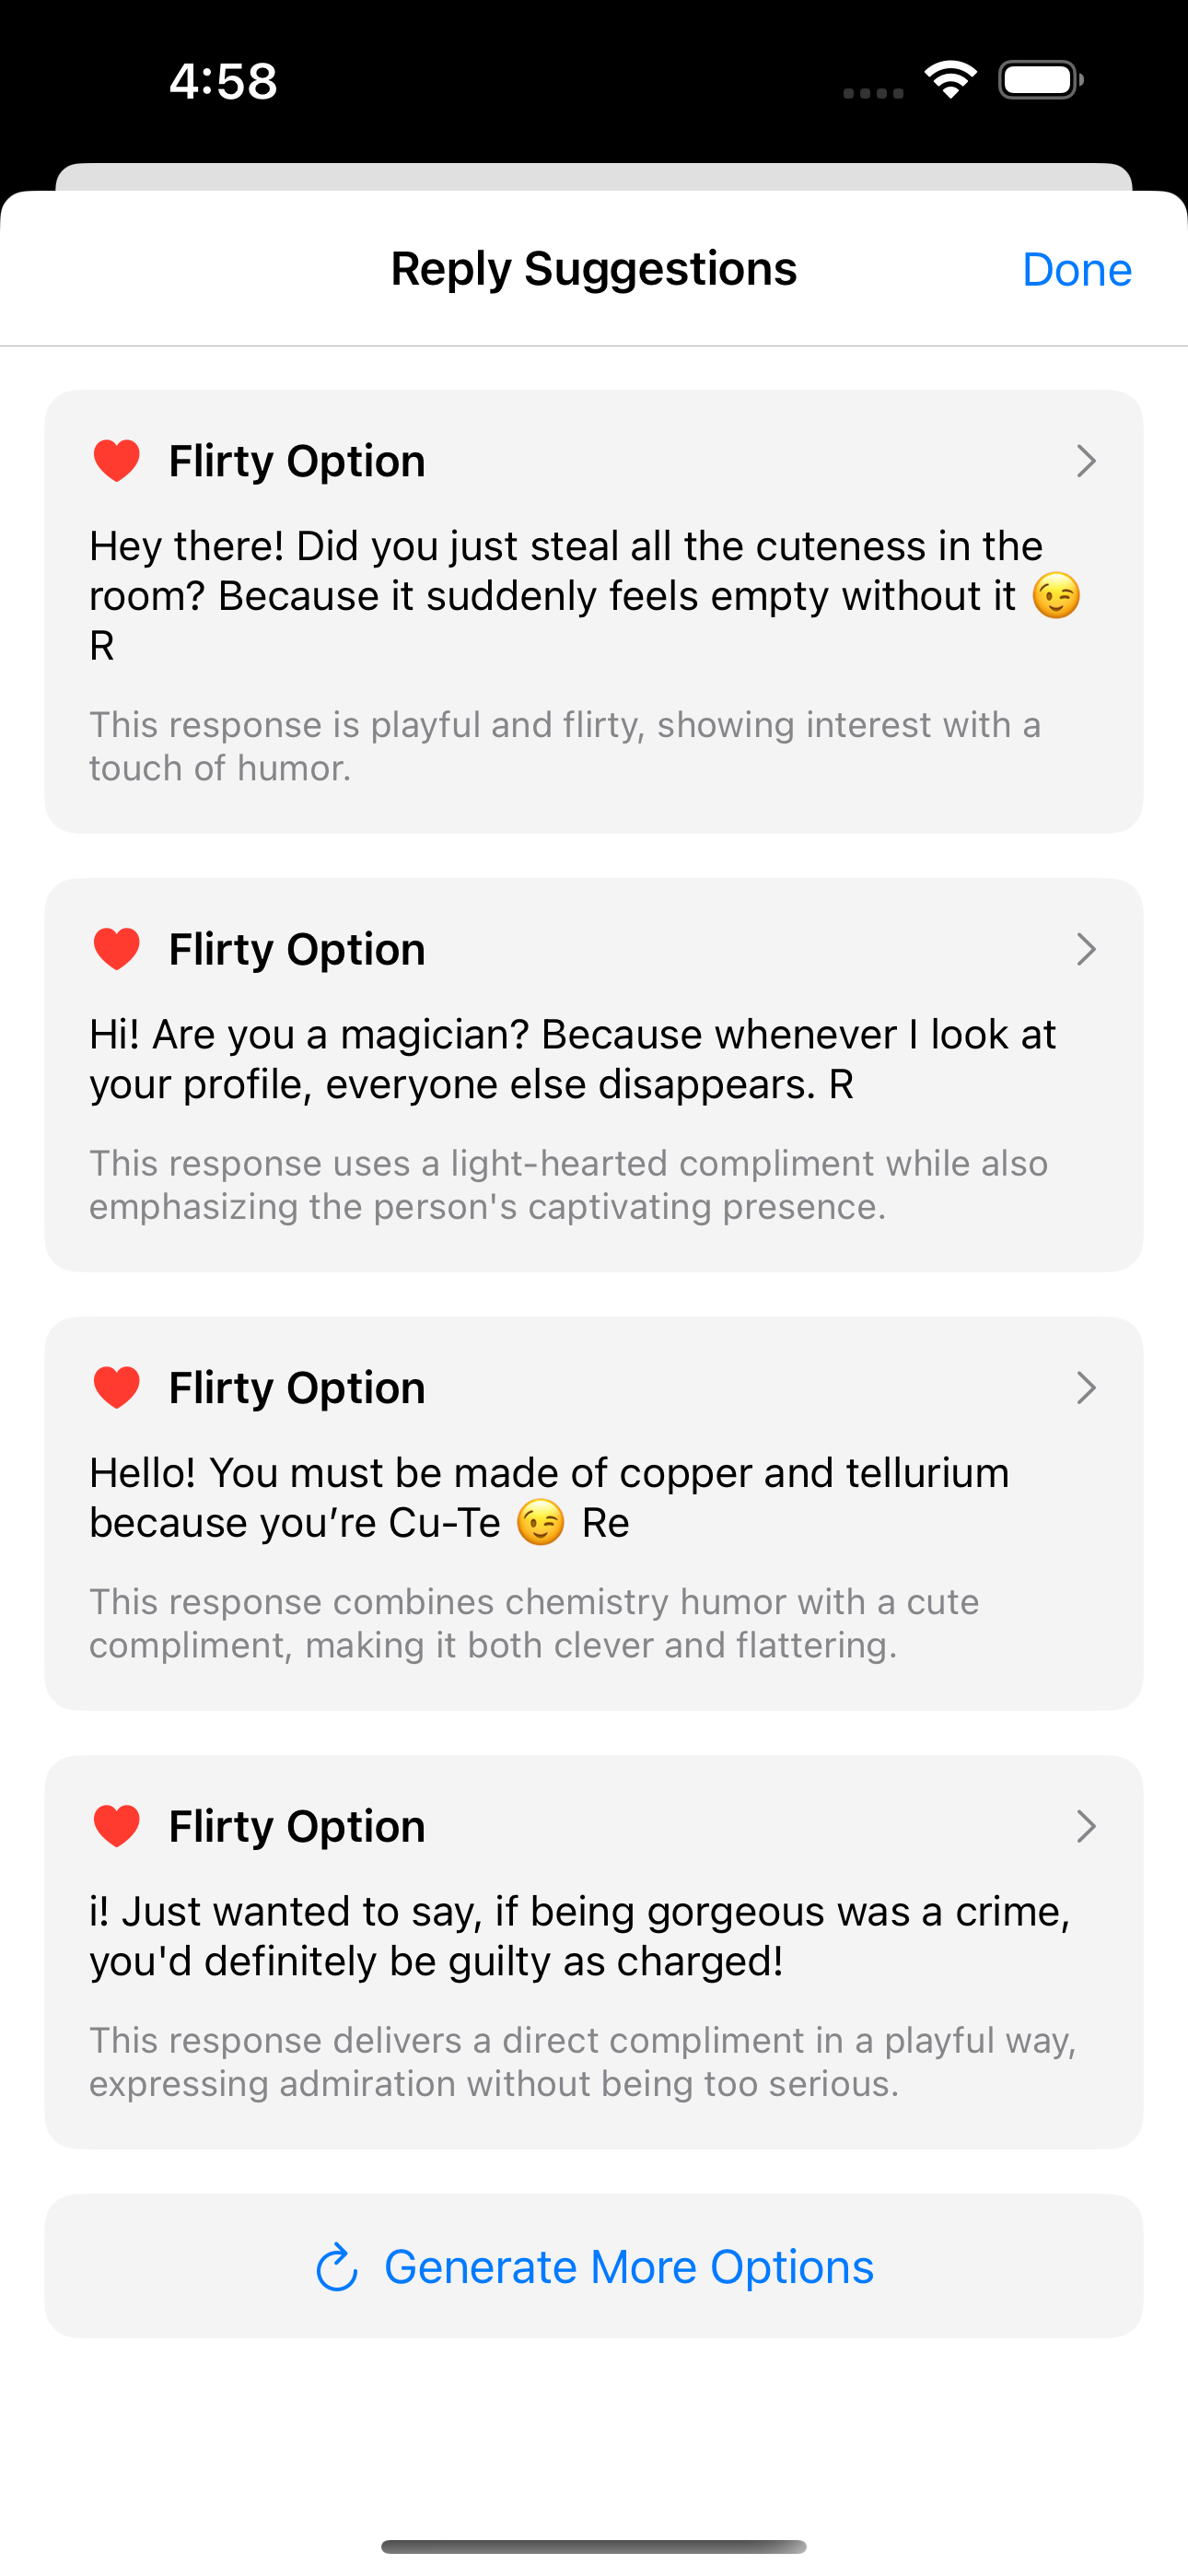 4:58
Reply Suggestions
Done
Flirty Option
Hey there! Did you just steal all the cuteness in the
room? Because it suddenly feels empty without it 😉
R
This response is playful and flirty, showing interest with a
touch of humor.
Flirty Option
Hi! Are you a magician? Because whenever I look at
your profile, everyone else disappears. R
This response uses a light-hearted compliment while also
emphasizing the person's captivating presence.
Flirty Option
Hello! You must be made of copper and tellurium
because you’re Cu-Te 😉 Re
This response combines chemistry humor with a cute
compliment, making it both clever and flattering.
Flirty Option
i! Just wanted to say, if being gorgeous was a crime,
you'd definitely be guilty as charged!
This response delivers a direct compliment in a playful way,
expressing admiration without being too serious.
Generate More Options